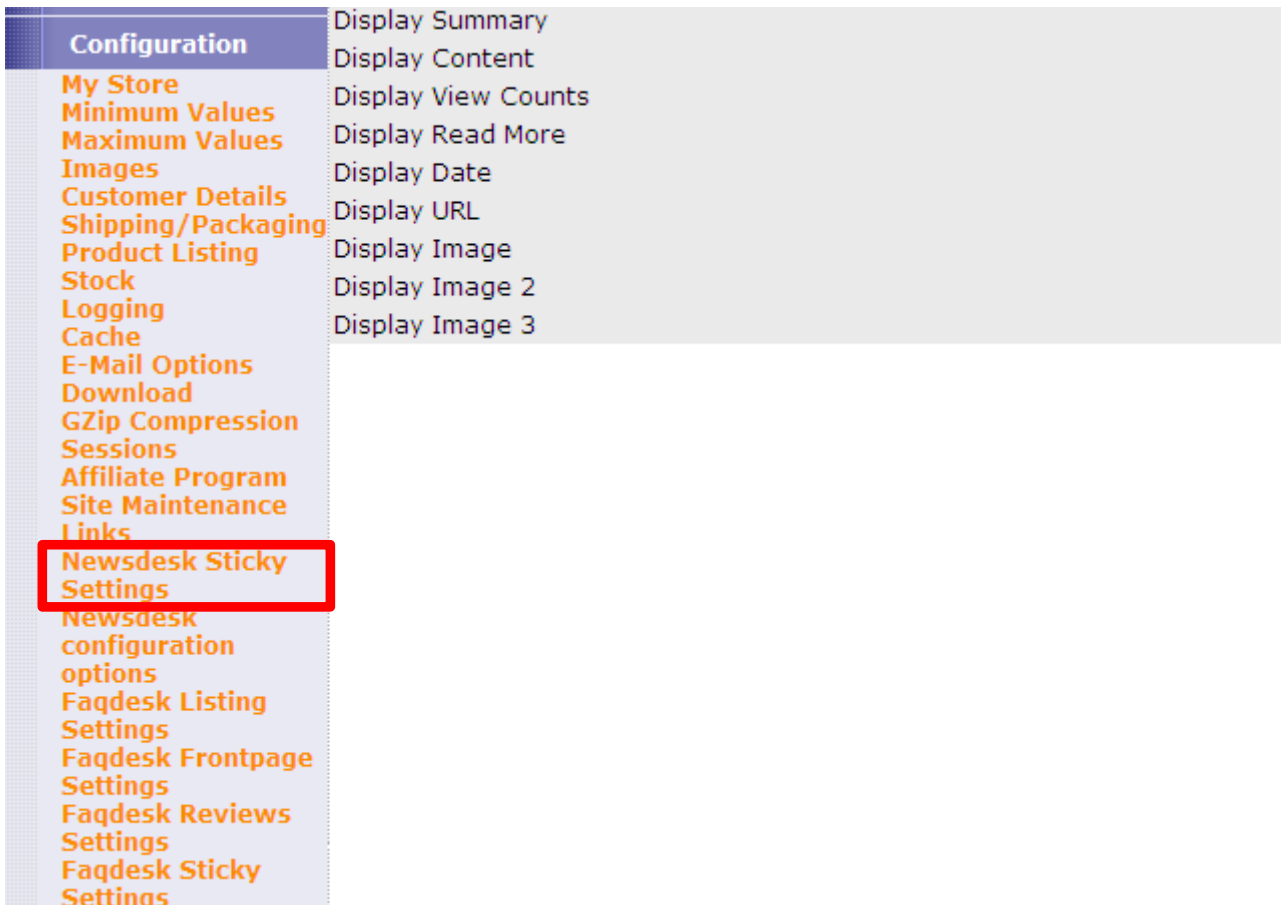 Configuration
My Store
Minimum Values
Maximum Values
Images
Customer Details
Shipping/Packaging
Product Listing
Stock
Logging
Cache
E-Mail Options
Download
GZip Compression
Sessions
Affiliate Program
Site Maintenance
Links
Newsdesk Sticky
Settings
Newsdesk
configuration
options
Faqdesk Listing
Settings
Faqdesk Frontpage
Settings
Faqdesk Reviews
Settings
Faqdesk Sticky
Settings
Display Summary
Display Content
Display View Counts
Display Read More
Display Date
Display URL
Display Image
Display Image 2
Display Image 3